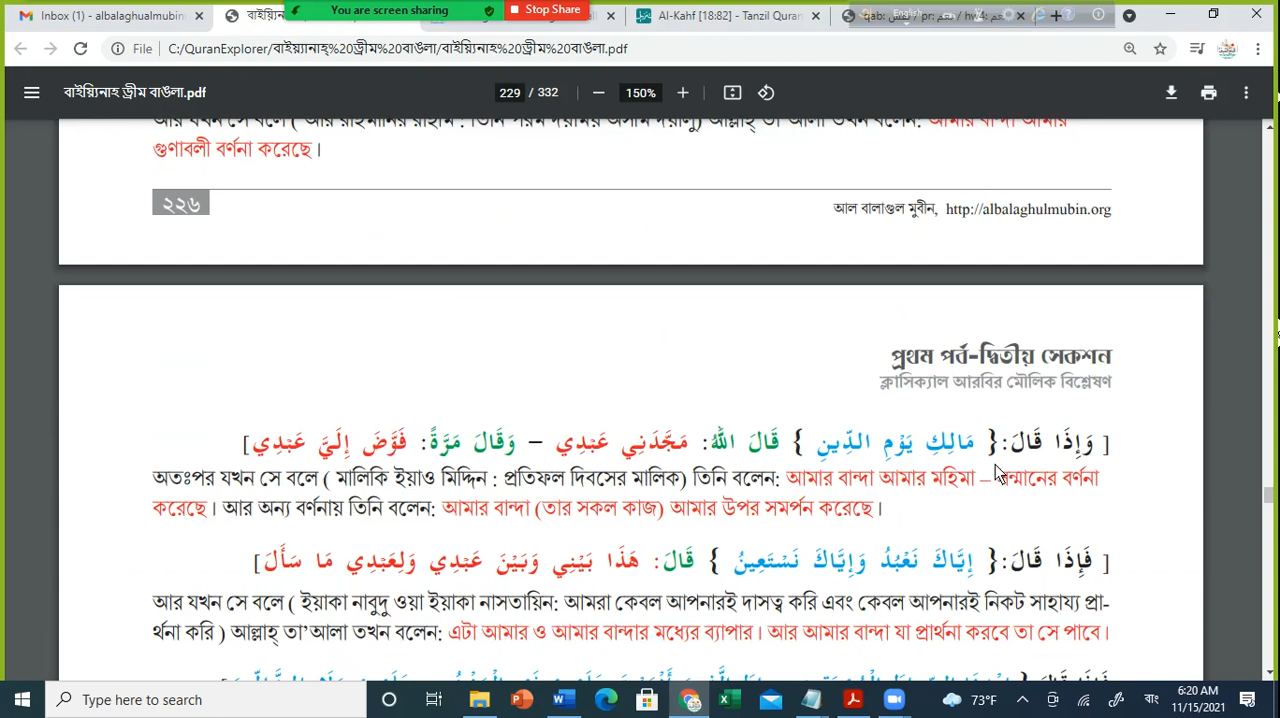 You are screen sharing
Stop Share
Inbox (1) - albalaghulmubin
Al-Kahf [18:82] - Tanzil Quran
English
File C:/QuranExplorer/বাইয়্যিনাহ%20ড্রীম%20বাঙলা/বাইয়্যিনাহ%20ড্রীম%20বাঙলা.pdf
বাইয়্যিনাহ ড্রীম বাঙলা.pdf
229 / 332
150%
গুণাবলী বর্ণনা করেছে।
২২৬
আল বালাগুল মুবীন, http://albalaghulmubin.org
প্রথম পর্ব-দ্বিতীয় সেকশন
ক্লাসিক্যাল আরবির মৌলিক বিশ্লেষণ
[ وَإِذَا قَالَ: { مَالِكِ يَوْمِ الدِّينِ } قَالَ اللهُ: مَجَّدَنِي عَبْدِي – وَقَالَ مَرَّةً: فَوَّضَ إِلَيَّ عَبْدِي]
অতঃপর যখন সে বলে ( মালিকি ইয়াও মিদ্দিন : প্রতিফল দিবসের মালিক) তিনি বলেন: আমার বান্দা আমার মহিমা – বর্ণনা
করেছে। আর অন্য বর্ণনায় তিনি বলেন: আমার বান্দা (তার সকল কাজ) আমার উপর সমর্পন করেছে।
[ فَإِذَا قَالَ: { إِيَّاكَ نَعْبُدُ وَإِيَّاكَ نَسْتَعِينُ } قَالَ: هَذَا بَيْنِي وَبَيْنَ عَبْدِي وَلِعَبْدِي مَا سَأَلَ]
আর যখন সে বলে ( ইয়াকা নাবুদু ওয়া ইয়াকা নাসতায়িন: আমরা কেবল আপনারই দাসত্ব করি এবং কেবল আপনারই নিকট সাহায্য প্রা-
র্থনা করি ) আল্লাহ্ তা'আলা তখন বলেন: এটা আমার ও আমার বান্দার মধ্যের ব্যাপার। আর আমার বান্দা যা প্রার্থনা করবে তা সে পাবে।
Type here to search
73°F
বাং
6:20 AM
11/15/2021